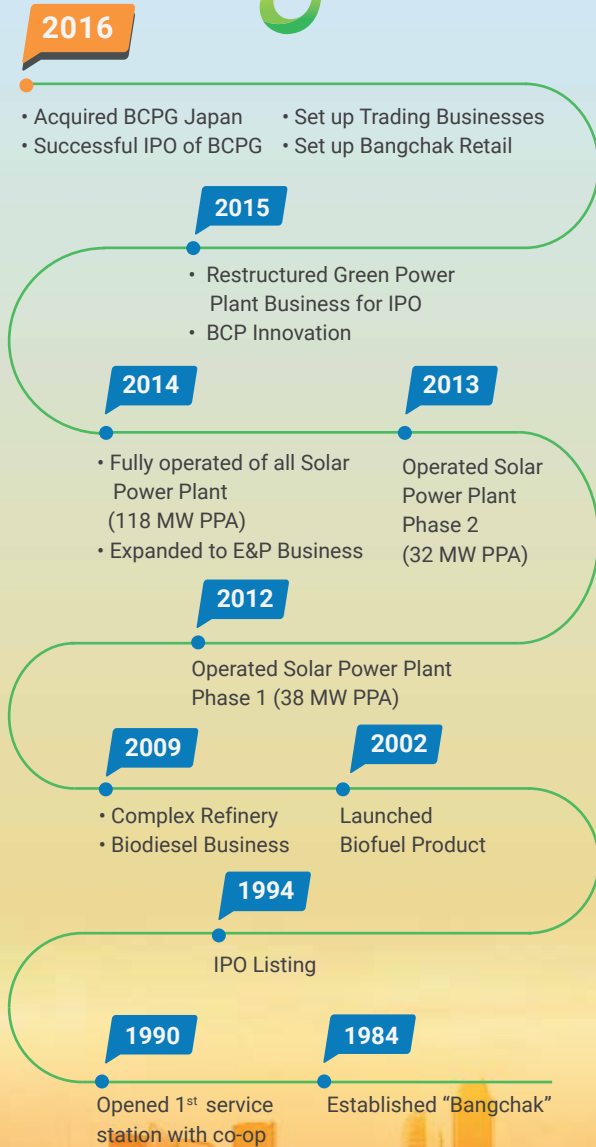 2016
• Acquired BCPG Japan
• Successful IPO of BCPG
• Set up Trading Businesses
• Set up Bangchak Retail
2015
• Restructured Green Power
Plant Business for IPO
• BCP Innovation
2014
• Fully operated of all Solar
Power Plant
(118 MW PPA)
• Expanded to E&P Business
2013
Operated Solar
Power Plant
Phase 2
(32 MW PPA)
2012
Operated Solar Power Plant
Phase 1 (38 MW PPA)
2009
• Complex Refinery
• Biodiesel Business
2002
Launched
Biofuel Product
1994
IPO Listing
1990
Opened 1st service
station with co-op
1984
Established “Bangchak”